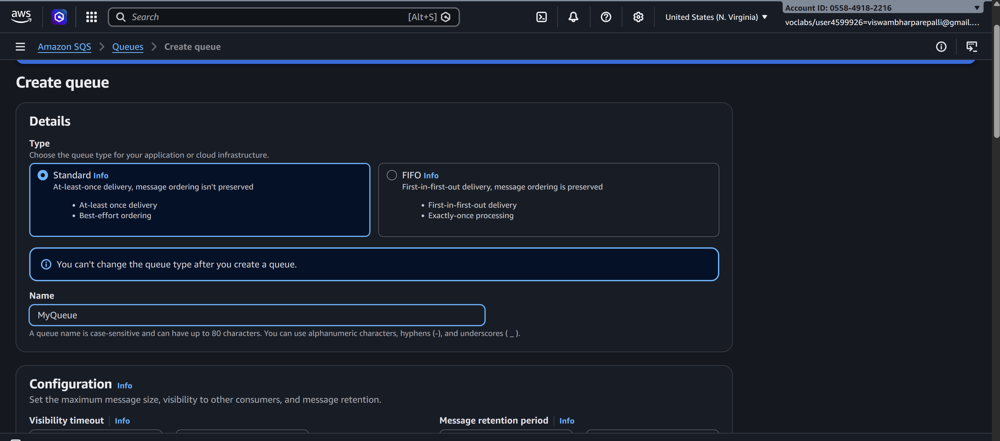 aws
Search
[Alt+S]
United States (N. Virginia)
Account ID: 0558-4918-2216
voclabs/user4599926=viswambharparepalli@gmail....
Amazon SQS
Queues
Create queue
Create queue
Details
Type
Choose the queue type for your application or cloud infrastructure.
Standard Info
At-least-once delivery, message ordering isn't preserved
• At-least once delivery
• Best-effort ordering
FIFO Info
First-in-first-out delivery, message ordering is preserved
• First-in-first-out delivery
• Exactly-once processing
You can't change the queue type after you create a queue.
Name
MyQueue
A queue name is case-sensitive and can have up to 80 characters. You can use alphanumeric characters, hyphens (-), and underscores ( _ ).
Configuration Info
Set the maximum message size, visibility to other consumers, and message retention.
Visibility timeout Info
Message retention period Info